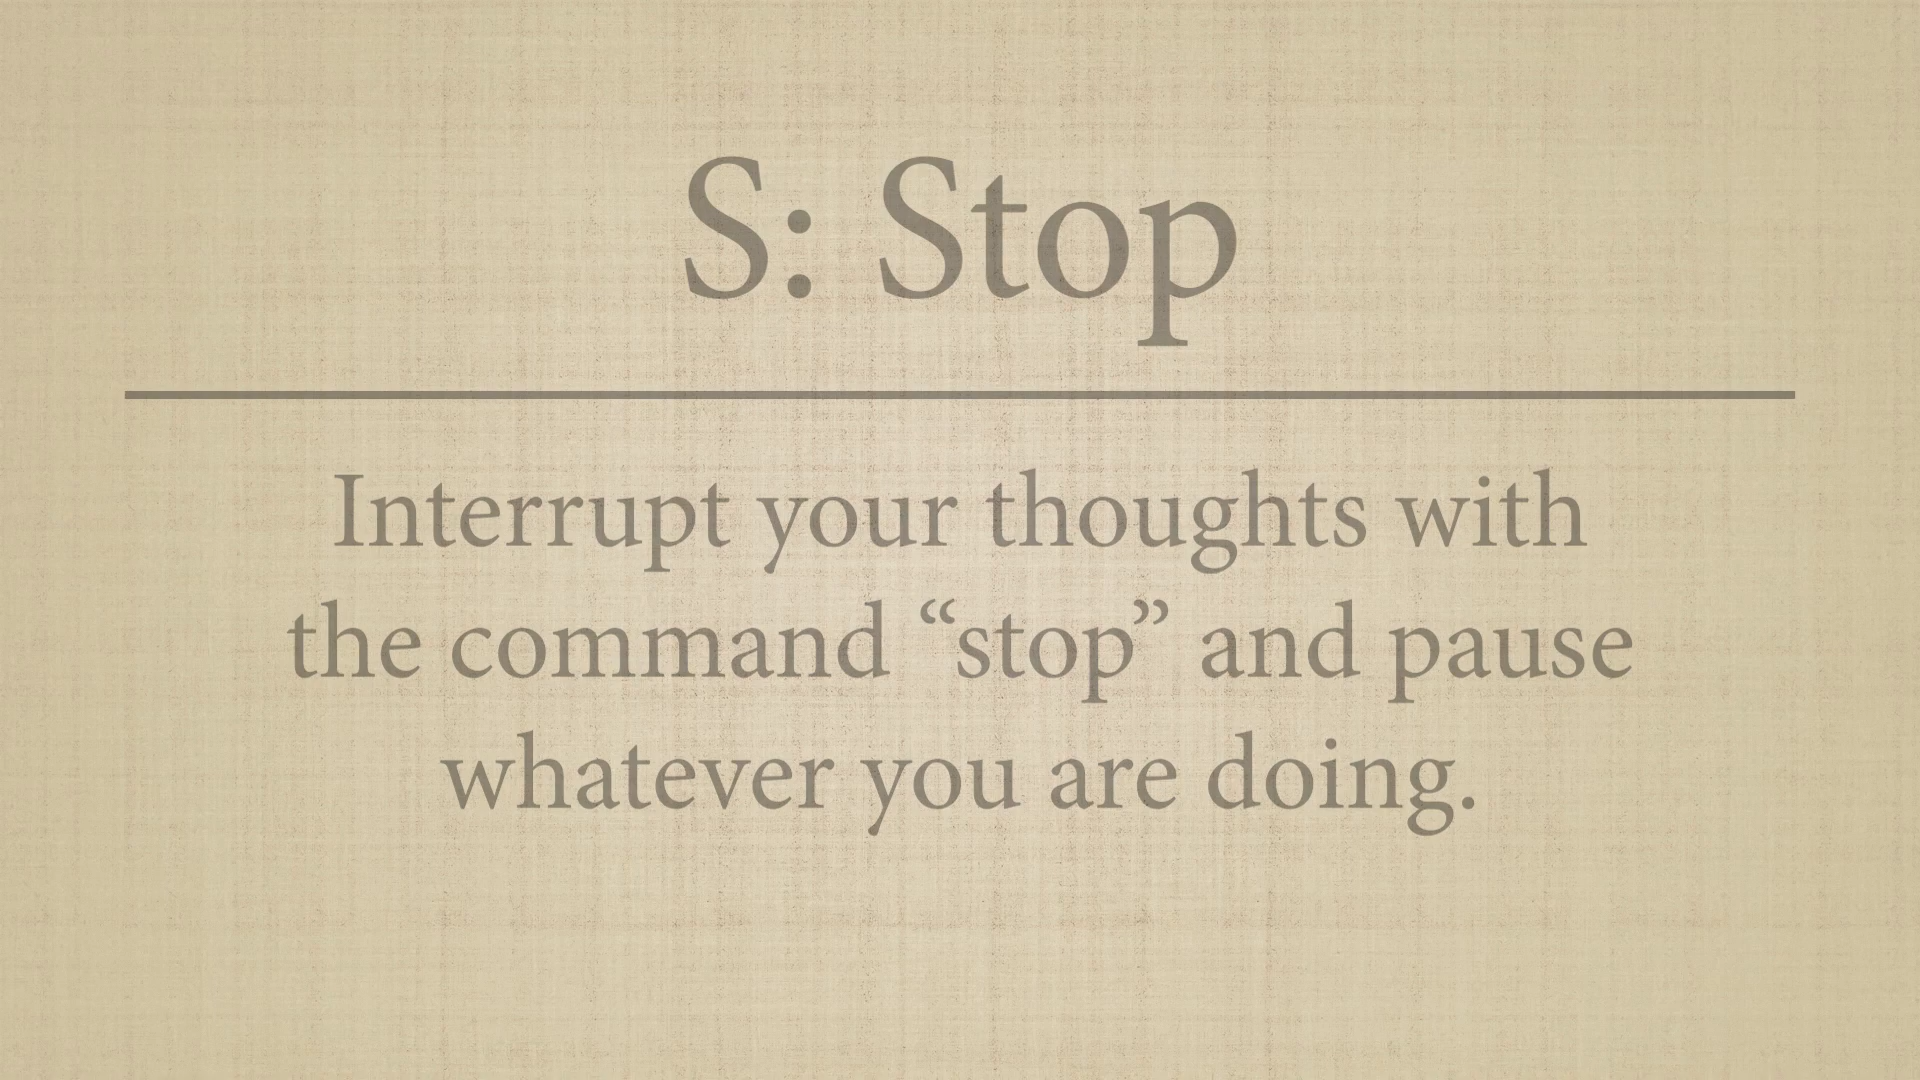 S: Stop
Interrupt your thoughts with
the command “stop” and pause
whatever you are doing.